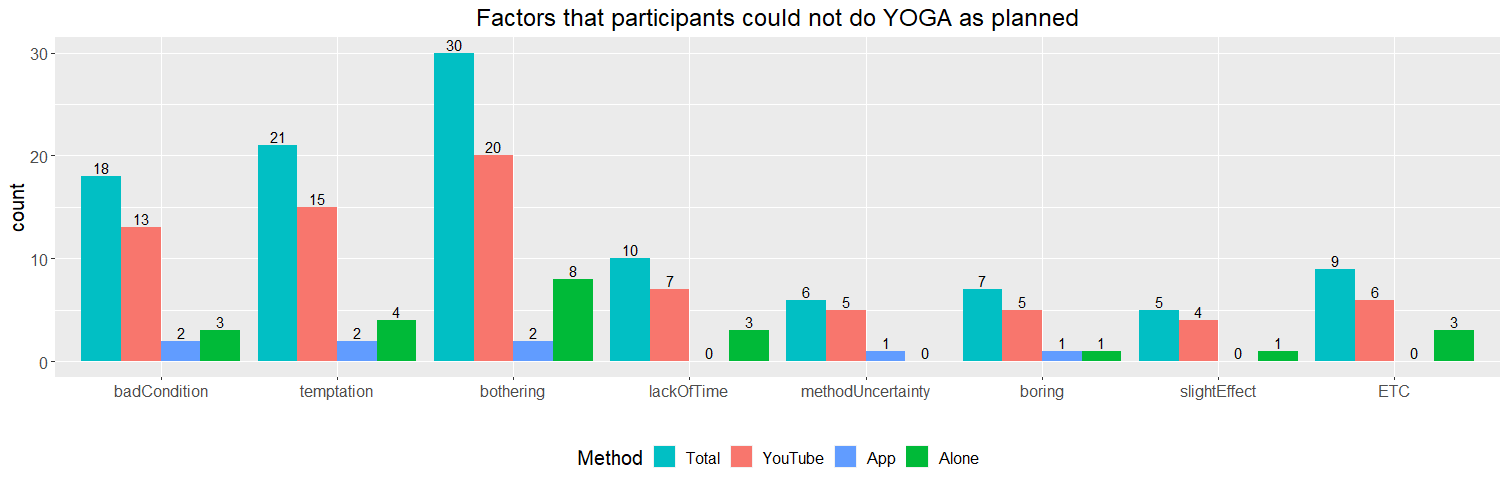 Factors that participants could not do YOGA as planned
count
30
20
10
0
18 13 2 3
21 15 2 4
30 20 2 8
10 7 0 3
6 5 1 0
7 5 1 1
5 4 0 1
9 6 0 3
badCondition temptation bothering lackOfTime methodUncertainty boring slightEffect ETC
Method Total YouTube App Alone